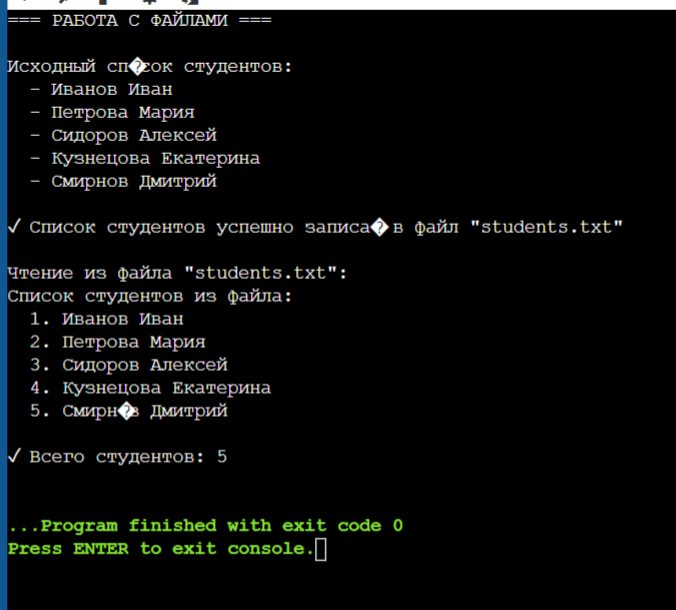 === РАБОТА С ФАЙЛАМИ ===
Исходный сп�сок студентов:
- Иванов Иван
- Петрова Мария
- Сидоров Алексей
- Кузнецова Екатерина
- Смирнов Дмитрий
✓ Список студентов успешно записа� в файл "students.txt"
Чтение из файла "students.txt":
Список студентов из файла:
1. Иванов Иван
2. Петрова Мария
3. Сидоров Алексей
4. Кузнецова Екатерина
5. Смирн�в Дмитрий
✓ Всего студентов: 5
...Program finished with exit code 0
Press ENTER to exit console.